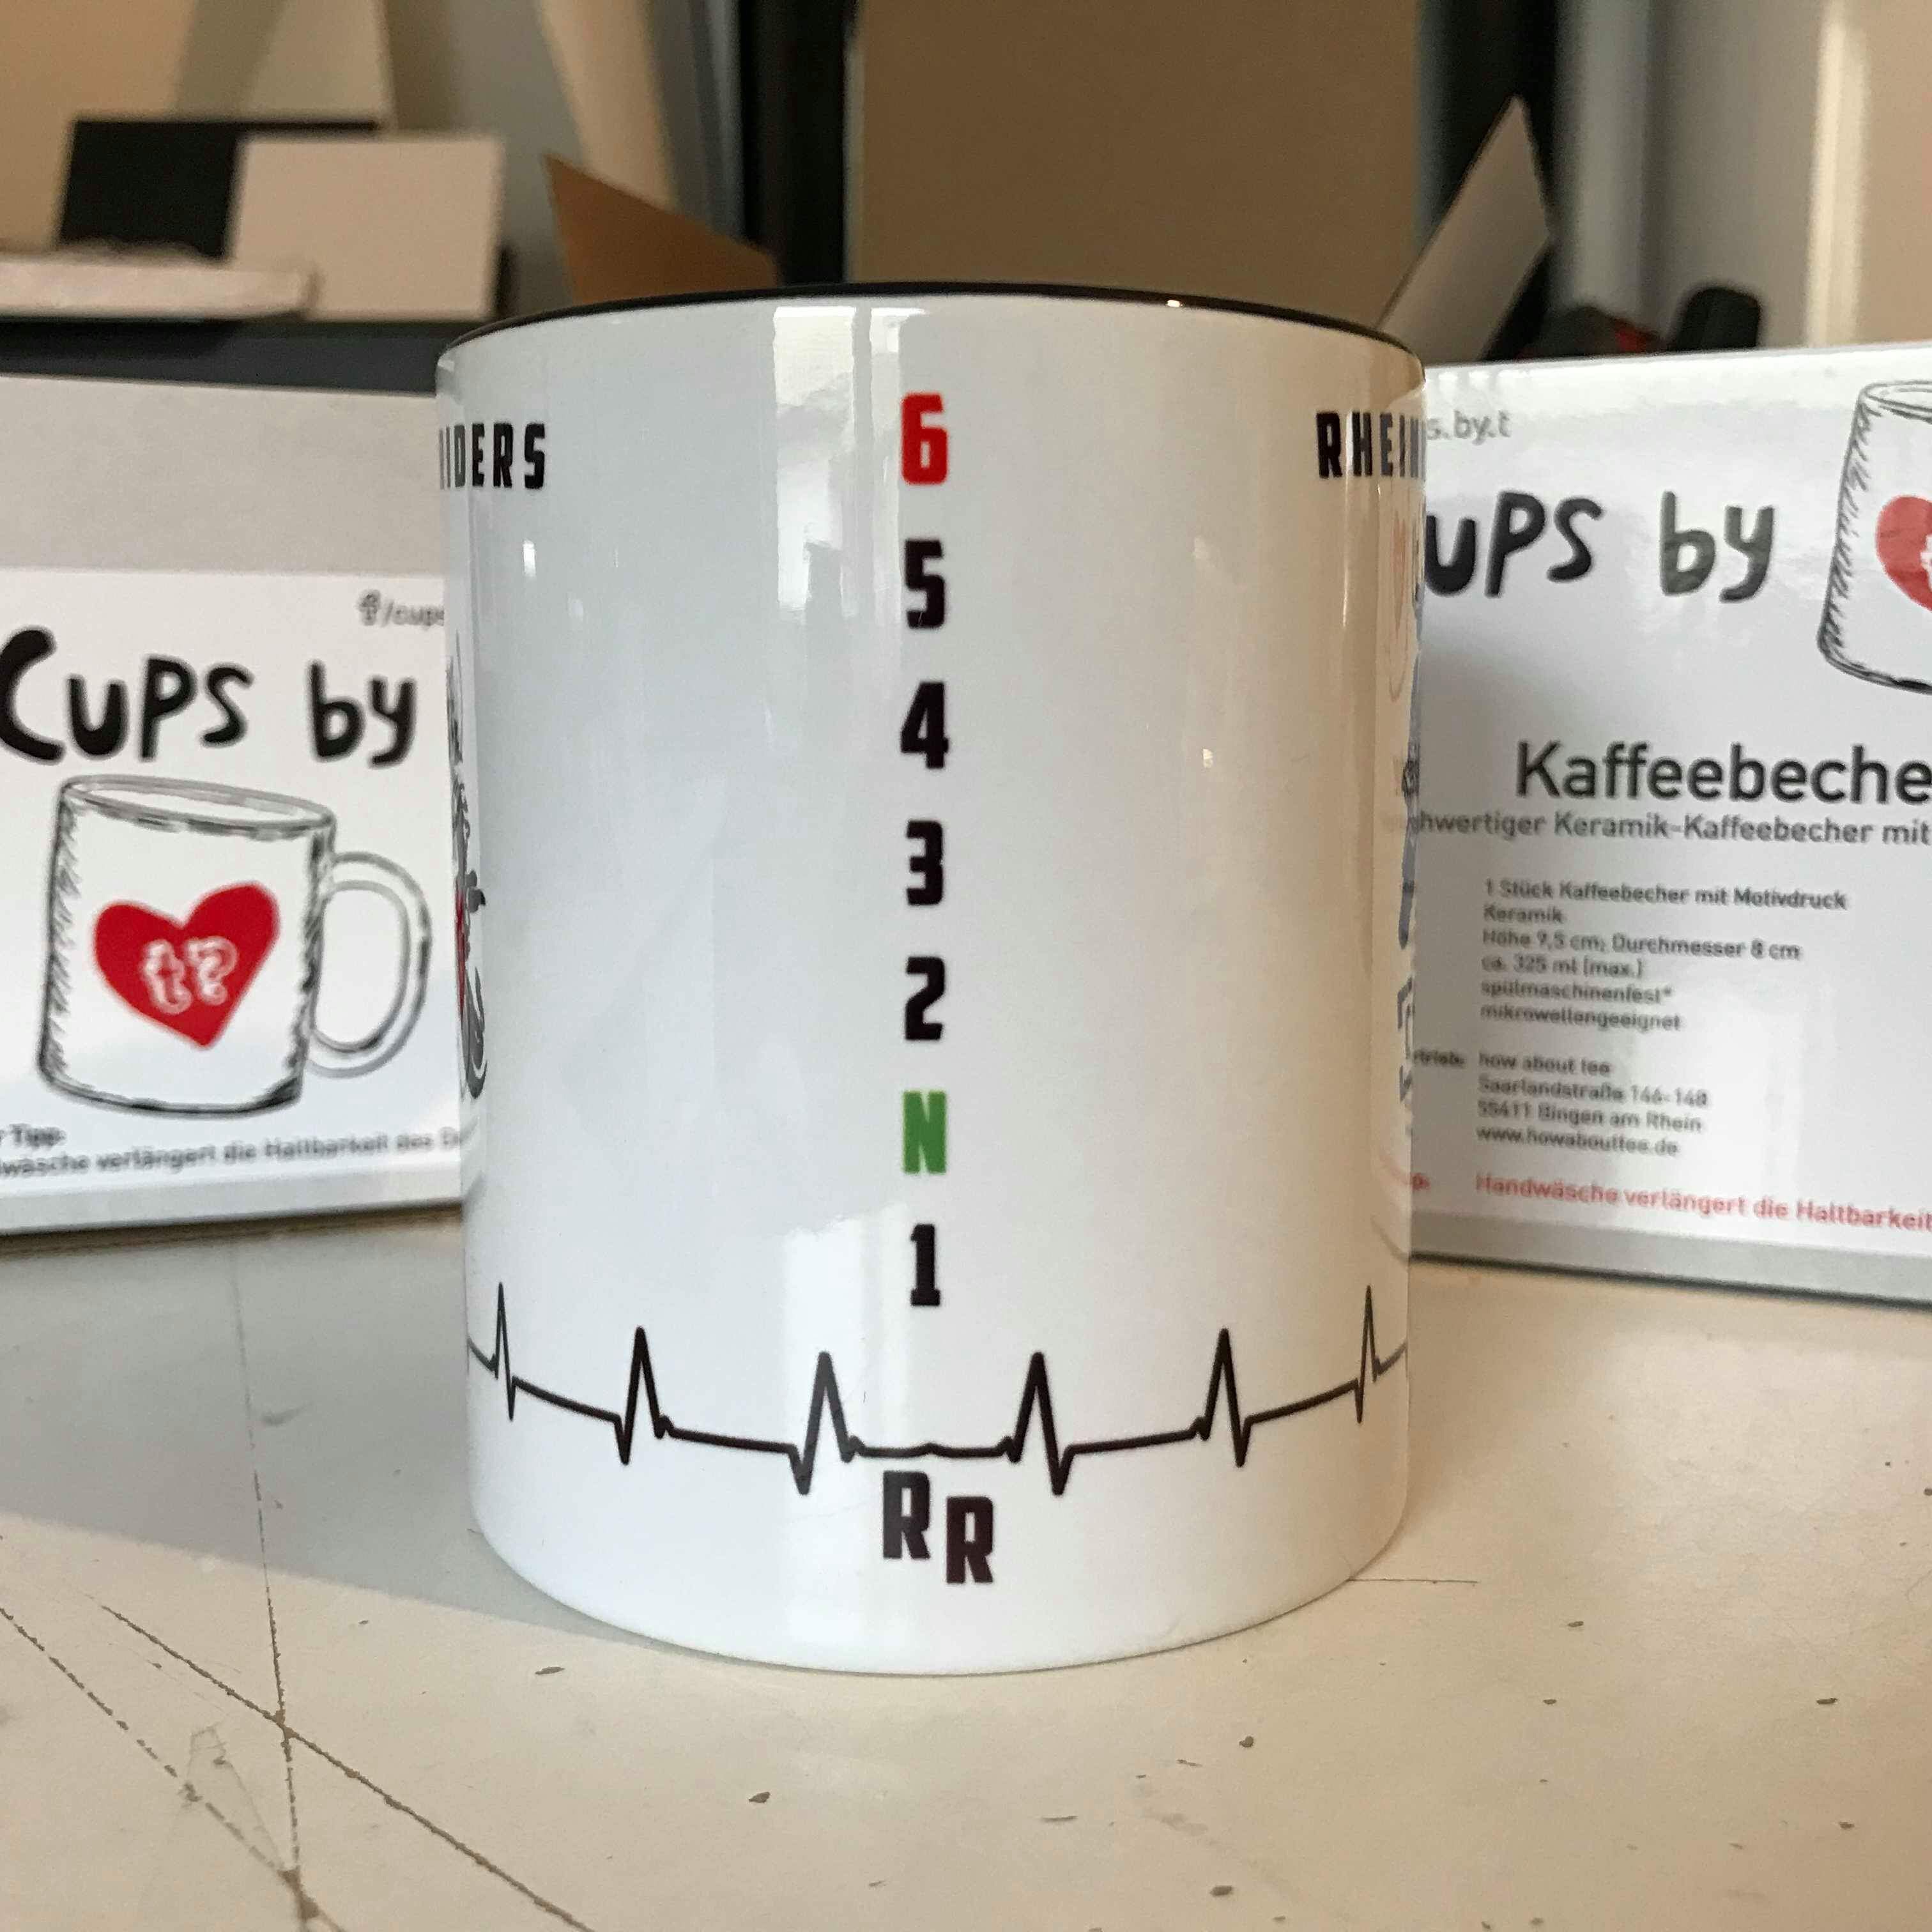 IDERS
6
5
4
3
2
N
1
R R
RHEIN
/cups
Cups by
t?
Tipp
verlängert die Haltbarkeit des
s.by.t
ups by
Kaffeebeche
hwertiger Keramik-Kaffeebecher mit
1 Stück Kaffeebecher mit Motivdruck
Keramik
Höhe 9,5 cm; Durchmesser 8 cm
ca. 325 ml (max.)
spülmaschinenfest*
mikrowellengeeignet
how about tee
Saarlandstraße 146-148
55411 Bingen am Rhein
www.howabouttee.de
Handwäsche verlängert die Haltbarkeit